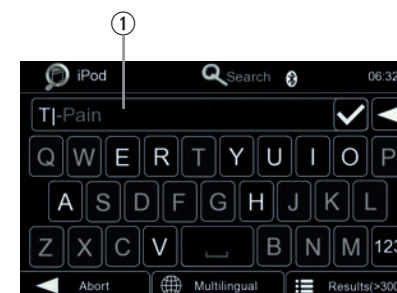 1
iPod Search 06:32
T|-Pain
Q W E R T Y U I O P
A S D F G H J K L
Z X C V B N M 123
Abort Multilingual Results(>300